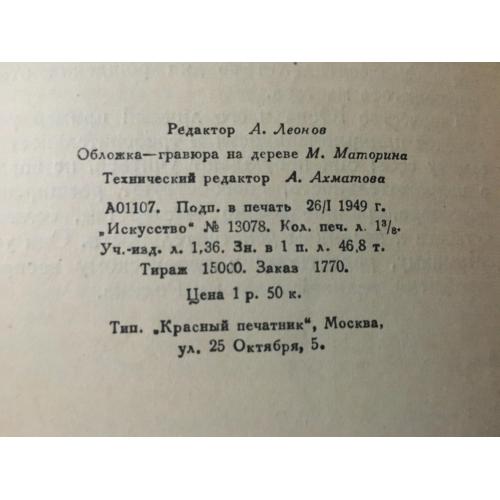 Редактор А. Леонов
Обложка—гравюра на дереве М. Маторина
Технический редактор А. Ахматова
А01107. Подп. в печать 26/I 1949 г.
„Искусство“ № 13078. Кол. печ. л. 1³/₈.
Уч.-изд. л. 1,36. Зн. в 1 п. л. 46,8 т.
Тираж 15000. Заказ 1770.
Цена 1 р. 50 к.
Тип. „Красный печатник“, Москва,
ул. 25 Октября, 5.